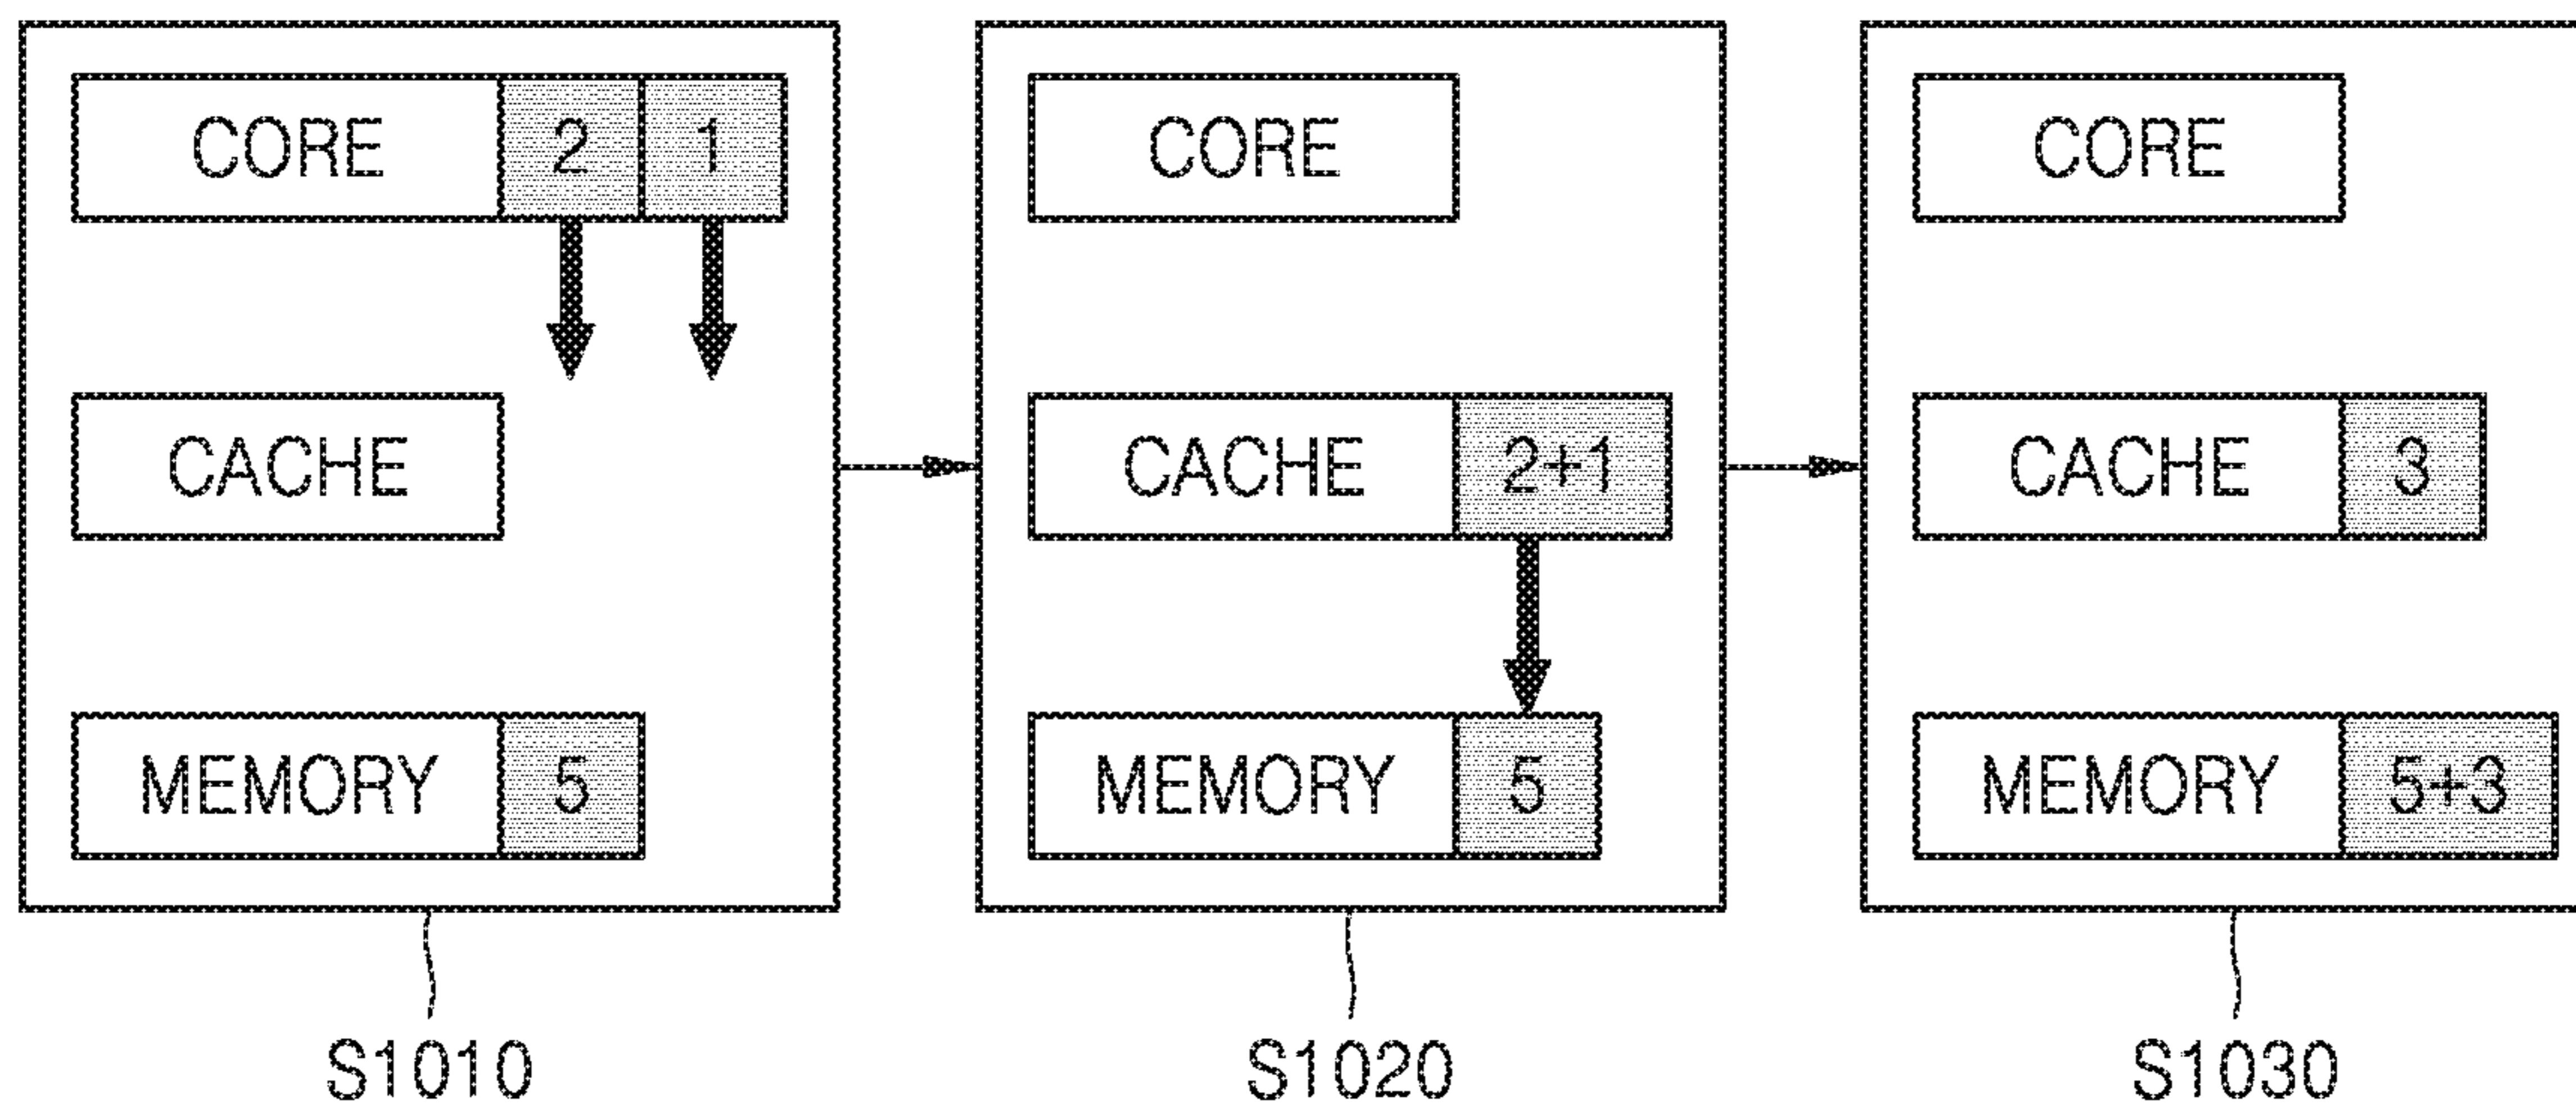 CORE 2 1 CORE CORE
CACHE CACHE 2+1 CACHE 3
MEMORY 5 MEMORY 5 MEMORY 5+3
S1010 S1020 S1030